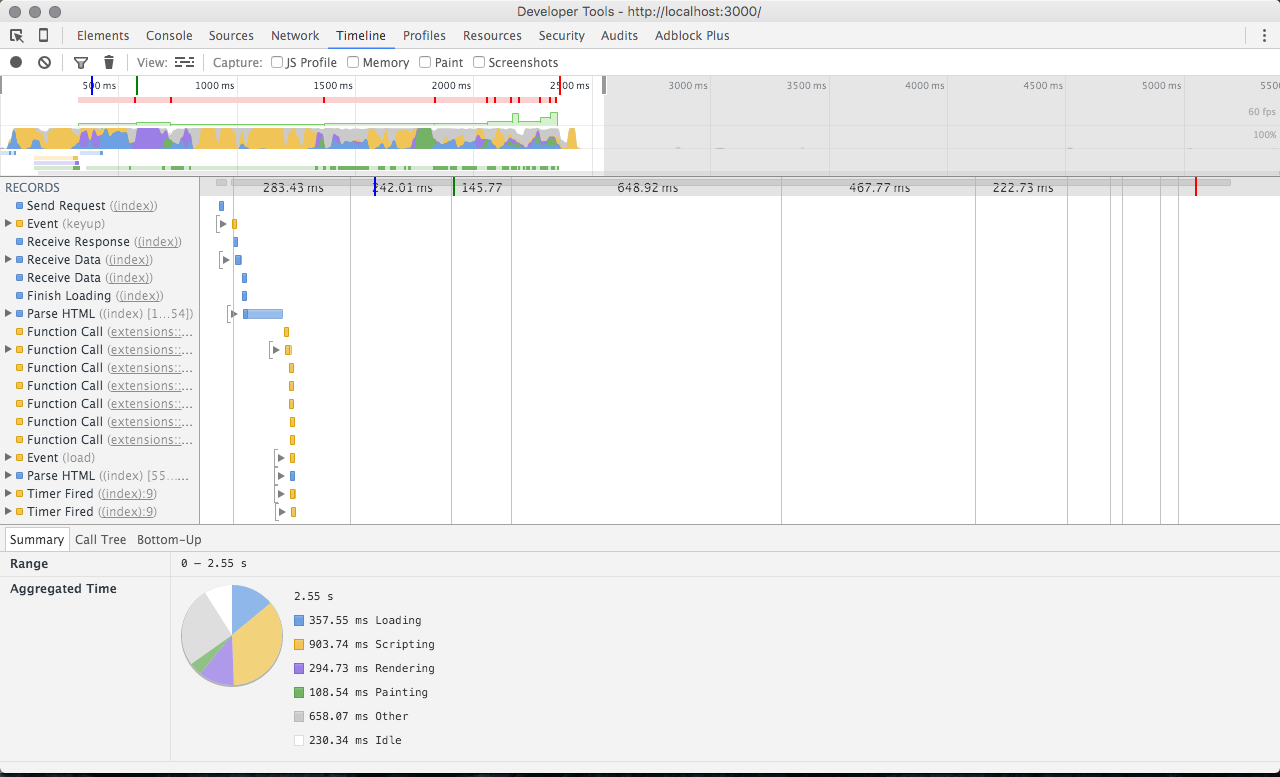 Developer Tools - http://localhost:3000/
Elements Console Sources Network Timeline Profiles Resources Security Audits Adblock Plus
View: Capture: JS Profile Memory Paint Screenshots
500 ms 1000 ms 1500 ms 2000 ms 2500 ms 3000 ms 3500 ms 4000 ms 4500 ms 5000 ms 5500
60 fps
100%
RECORDS 283.43 ms 242.01 ms 145.77 648.92 ms 467.77 ms 222.73 ms
Send Request ((index))
Event (keyup)
Receive Response ((index))
Receive Data ((index))
Receive Data ((index))
Finish Loading ((index))
Parse HTML ((index) [1...54])
Function Call (extensions::...
Function Call (extensions::...
Function Call (extensions::...
Function Call (extensions::...
Function Call (extensions::...
Function Call (extensions::...
Function Call (extensions::...
Event (load)
Parse HTML ((index) [55......
Timer Fired ((index):9)
Timer Fired ((index):9)
Summary Call Tree Bottom-Up
Range 0 – 2.55 s
Aggregated Time
2.55 s
357.55 ms Loading
903.74 ms Scripting
294.73 ms Rendering
108.54 ms Painting
658.07 ms Other
230.34 ms Idle